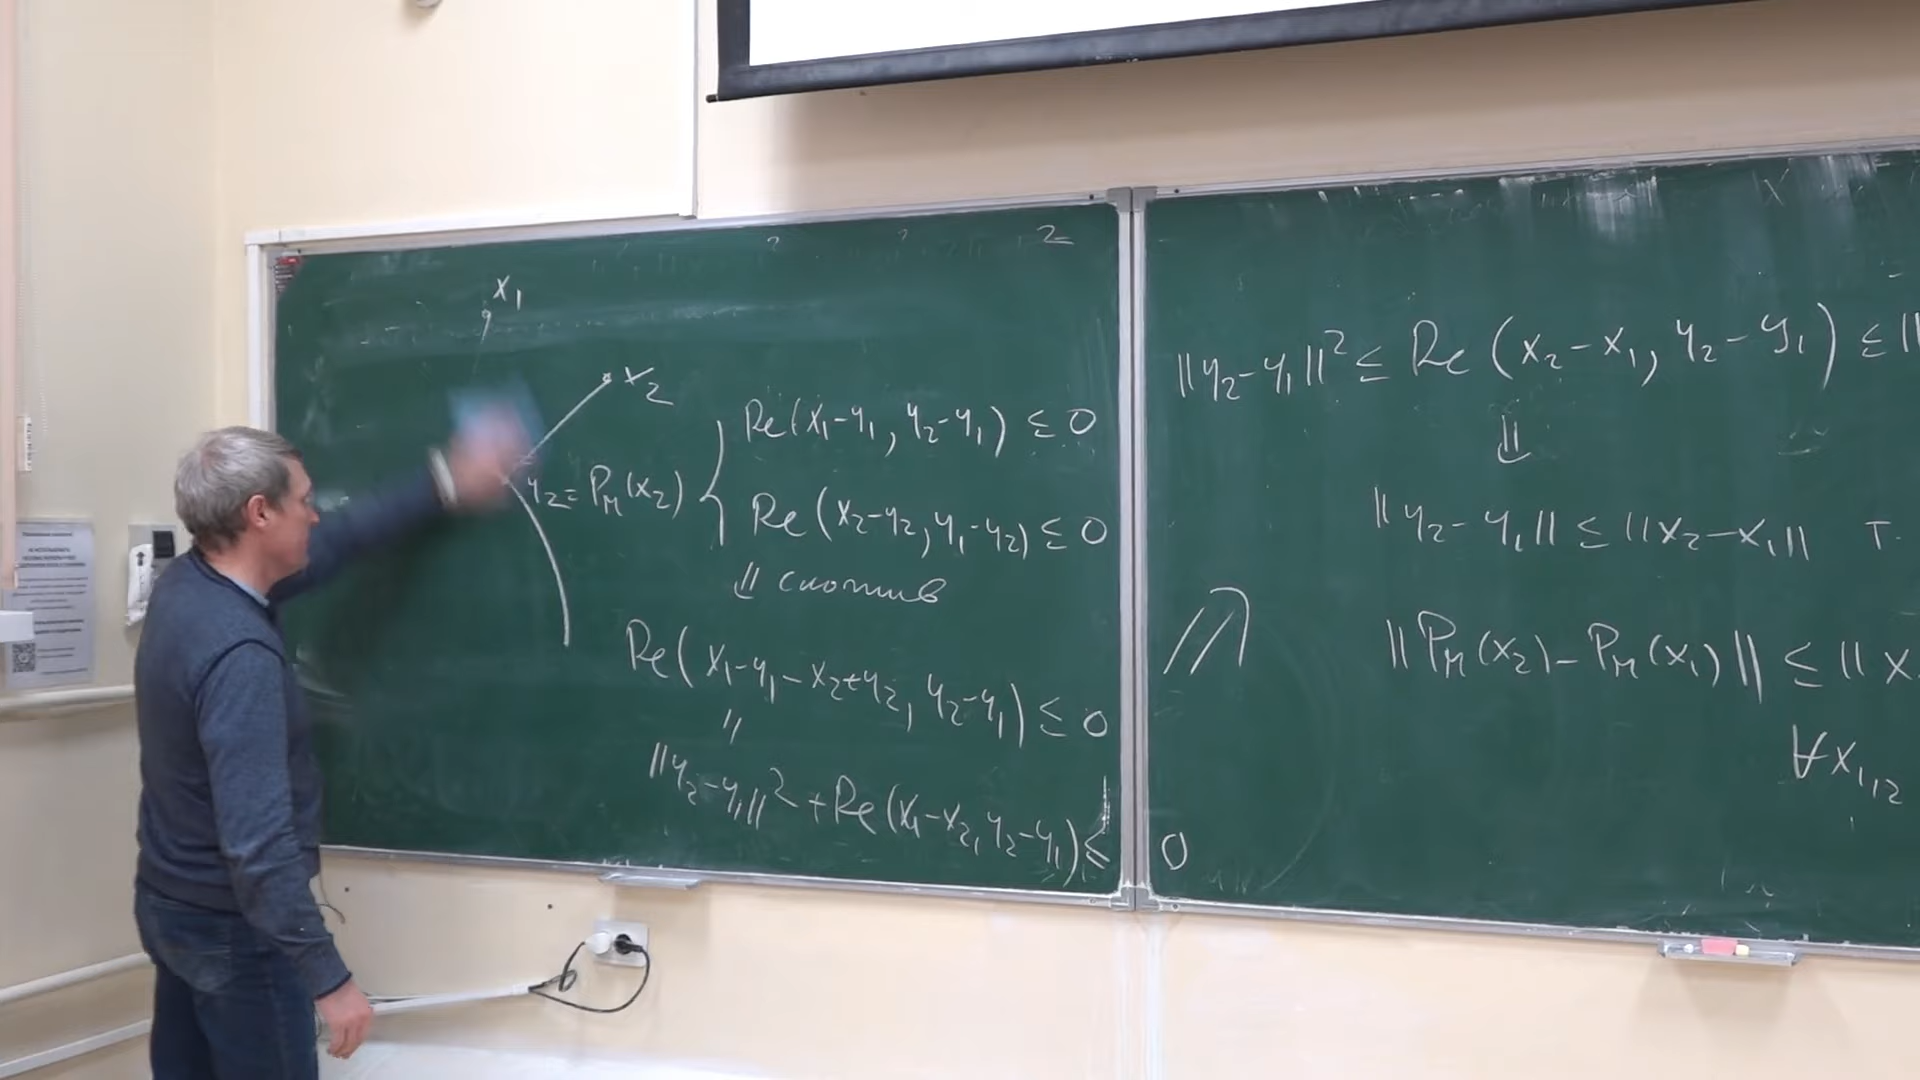 x₁
x₂
y₂ = P_M(x₂)
Re(x₁-y₁, y₂-y₁) ≤ 0
Re(x₂-y₂, y₁-y₂) ≤ 0
⇓ сложив
Re(x₁-y₁-x₂+y₂, y₂-y₁) ≤ 0
"
||y₂-y₁||² + Re(x₁-x₂, y₂-y₁) ≤ 0
||y₂-y₁||² ≤ Re(x₂-x₁, y₂-y₁) ≤ ||
⇓
||y₂-y₁|| ≤ ||x₂-x₁|| т.
||P_M(x₂)-P_M(x₁)|| ≤ ||x
∀x₁,₂